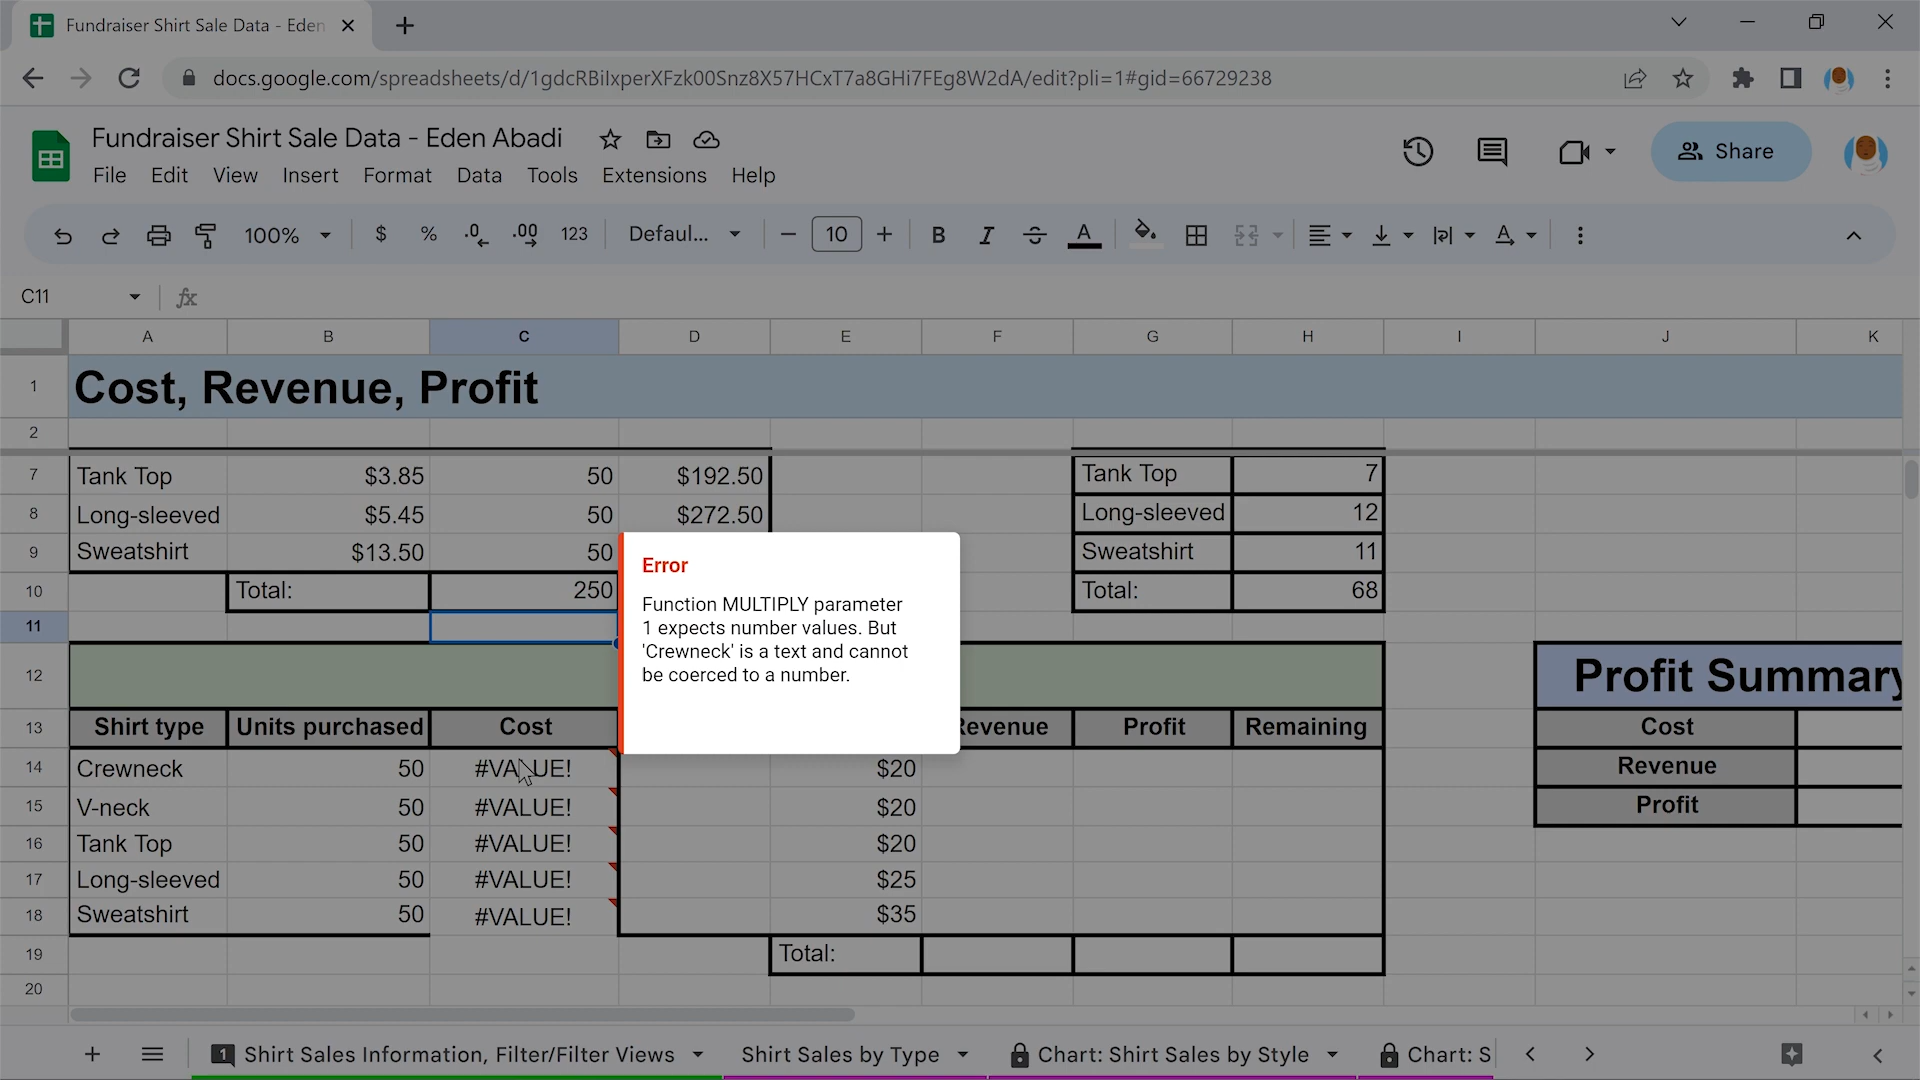 Fundraiser Shirt Sale Data - Eden
docs.google.com/spreadsheets/d/1gdcRBilxperXFzk00Snz8X57HCxT7a8GHi7FEg8W2dA/edit?pli=1#gid=66729238
Fundraiser Shirt Sale Data - Eden Abadi
Share
File Edit View Insert Format Data Tools Extensions Help
100% $ % .0 .00 123 Defaul... − 10 + B I S A
C11 fx
A B C D E F G H I J K
1 Cost, Revenue, Profit
2
7 Tank Top $3.85 50 $192.50 Tank Top 7
8 Long-sleeved $5.45 50 $272.50 Long-sleeved 12
9 Sweatshirt $13.50 50 Sweatshirt 11
10 Total: 250 Total: 68
11
Error
Function MULTIPLY parameter
1 expects number values. But
'Crewneck' is a text and cannot
be coerced to a number.
12 Profit Summary
13 Shirt type Units purchased Cost Revenue Profit Remaining Cost
14 Crewneck 50 #VALUE! $20 Revenue
15 V-neck 50 #VALUE! $20 Profit
16 Tank Top 50 #VALUE! $20
17 Long-sleeved 50 #VALUE! $25
18 Sweatshirt 50 #VALUE! $35
19 Total:
20
1 Shirt Sales Information, Filter/Filter Views Shirt Sales by Type Chart: Shirt Sales by Style Chart: S